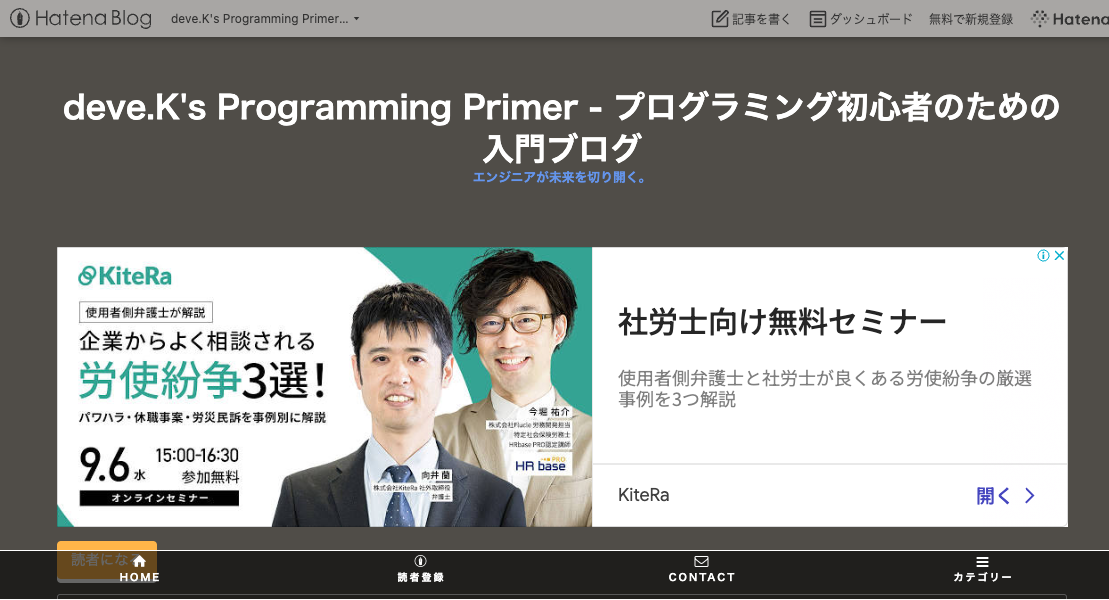 Hatena Blog deve.K's Programming Primer... 記事を書く ダッシュボード 無料で新規登録 Hatena
deve.K's Programming Primer - プログラミング初心者のための
入門ブログ
エンジニアが未来を切り開く。
KiteRa
使用者側弁護士が解説
企業からよく相談される
労使紛争3選!
パワハラ・休職事案・労災民訴を事例別に解説
9.6水 15:00-16:30
参加無料
オンラインセミナー
向井 蘭
株式会社KiteRa 社外取締役
弁護士
今堀 祐介
株式会社Flucle 労務開発担当
特定社会保険労務士
HRbase PRO認定講師
HR base PRO
社労士向け無料セミナー
使用者側弁護士と社労士が良くある労使紛争の厳選
事例を3つ解説
KiteRa 開く
読者になる
HOME 読者登録 CONTACT カテゴリー